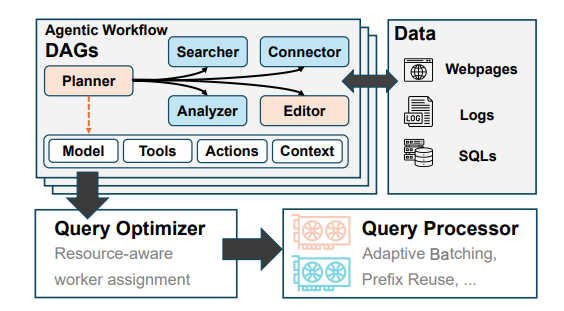 Agentic Workflow
DAGs
Searcher
Connector
Planner
Analyzer
Editor
Model
Tools
Actions
Context
Data
Webpages
LOG
Logs
SQLs
Query Optimizer
Resource-aware
worker assignment
Query Processor
Adaptive Batching,
Prefix Reuse, ...